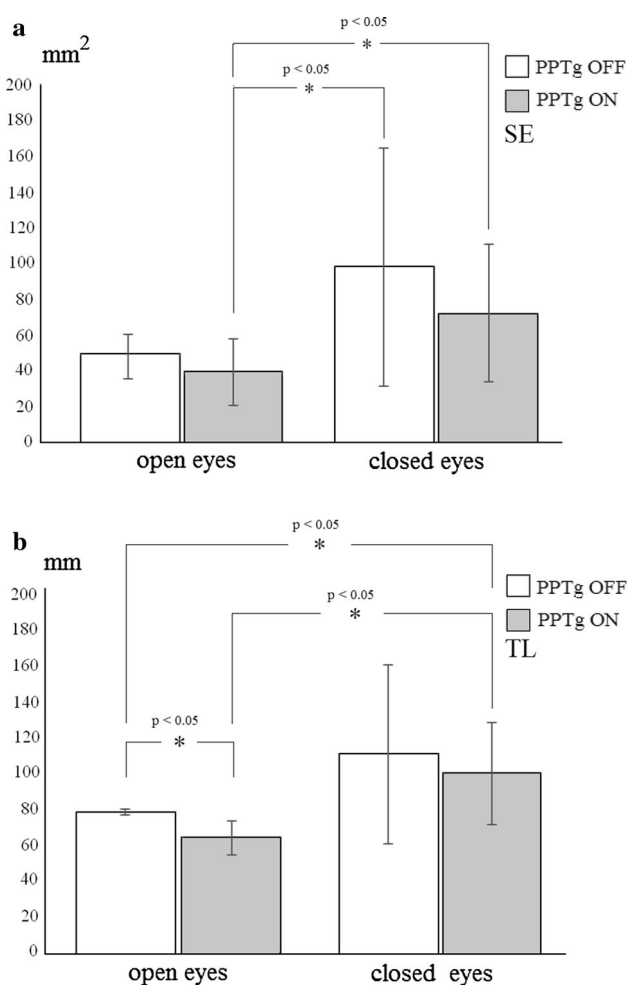 a
mm²
p < 0.05
*
p < 0.05
*
PPTg OFF
PPTg ON
SE
200
180
160
140
120
100
80
60
40
20
0
open eyes
closed eyes
b
mm
p < 0.05
*
p < 0.05
*
p < 0.05
*
PPTg OFF
PPTg ON
TL
200
180
160
140
120
100
80
60
40
20
0
open eyes
closed eyes